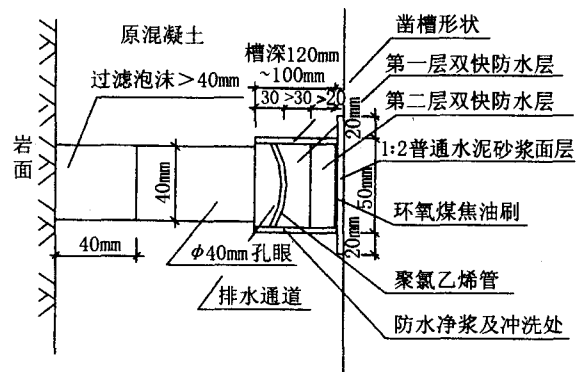 原混凝土
槽深120mm
~100mm
凿槽形状
第一层双快防水层
过滤泡沫>40mm
30 >30 >20
第二层双快防水层
20mm
岩面
1:2普通水泥砂浆面层
40mm
50mm
环氧煤焦油刷
40mm
φ40mm孔眼
20mm
聚氯乙烯管
排水通道
防水净浆及冲洗处